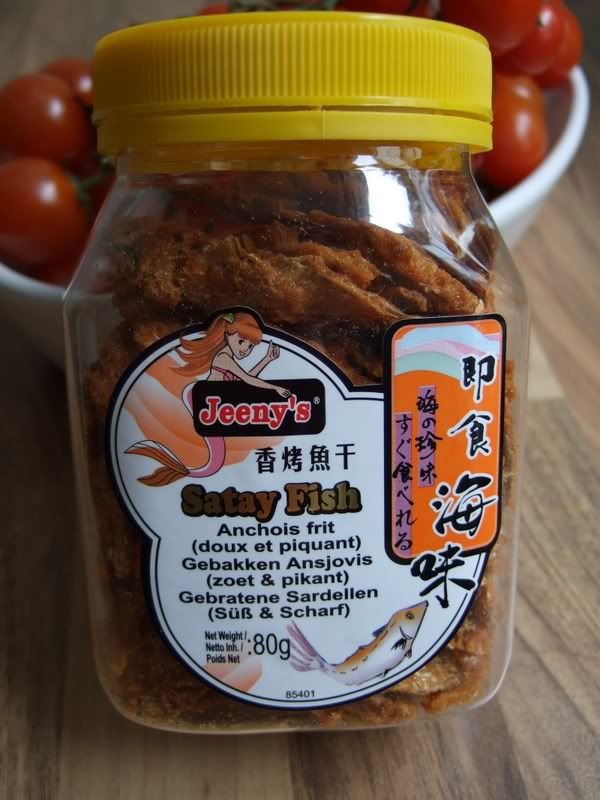 Jeeny's®
香烤魚干
Satay Fish
Anchois frit
(doux et piquant)
Gebakken Ansjovis
(zoet & pikant)
Gebratene Sardellen
(Süß & Scharf)
Net Weight/
Netto Inh./
Poids Net
:80g
85401
即食海味
海の珍味
すぐ食べれる